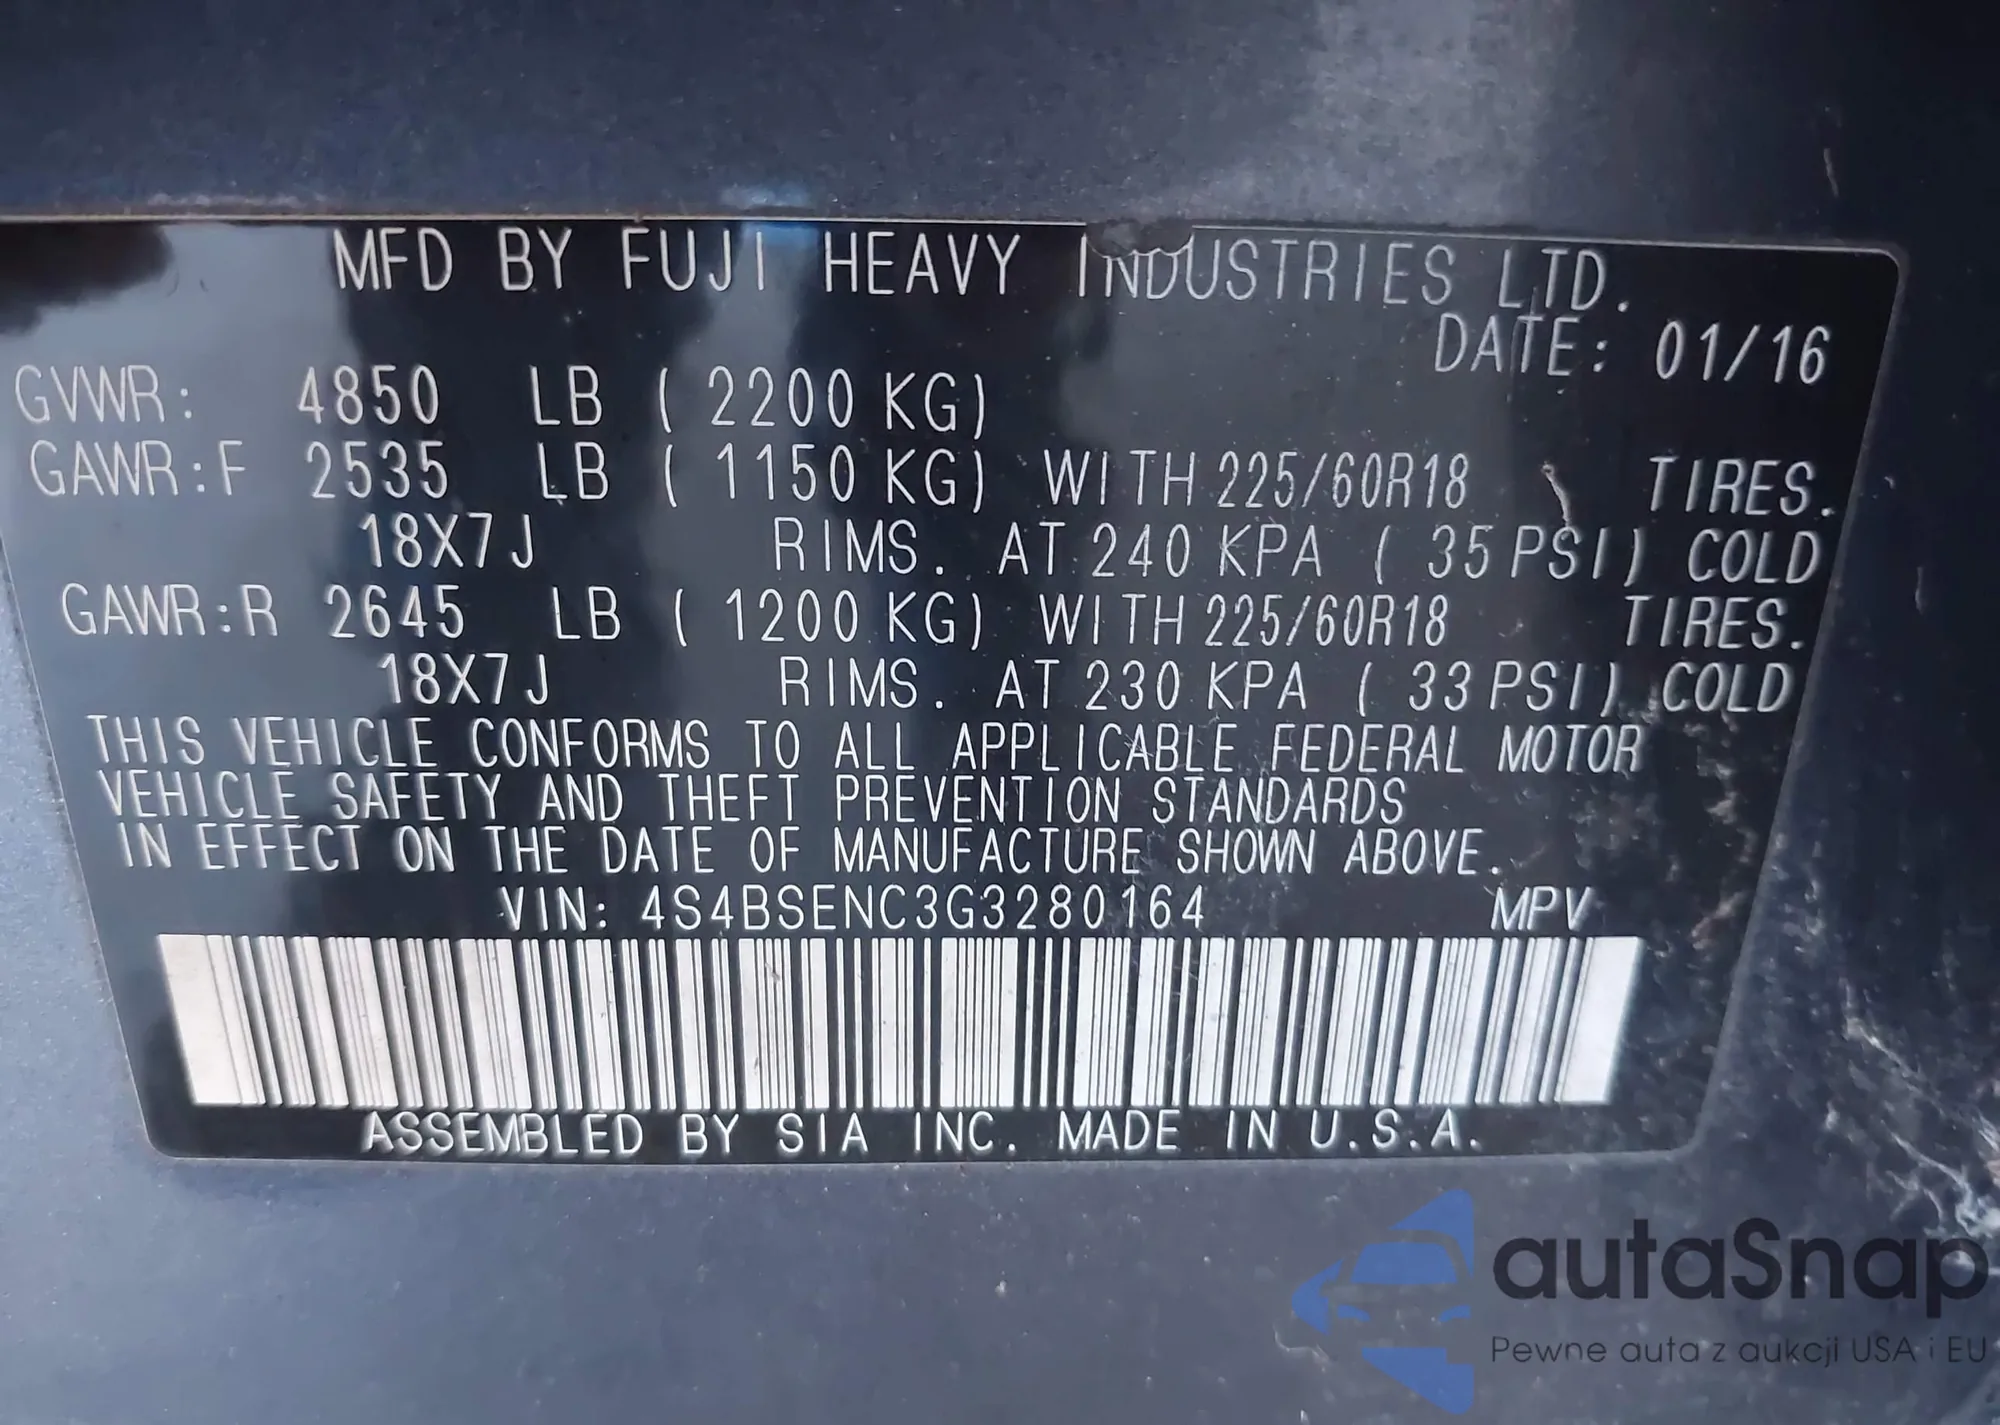 MFD BY FUJI HEAVY INDUSTRIES LTD.
DATE: 01/16
GVWR: 4850 LB ( 2200 KG)
GAWR:F 2535 LB ( 1150 KG) WITH 225/60R18 TIRES.
18X7J RIMS. AT 240 KPA ( 35 PSI) COLD
GAWR:R 2645 LB ( 1200 KG) WITH 225/60R18 TIRES.
18X7J RIMS. AT 230 KPA ( 33 PSI) COLD
THIS VEHICLE CONFORMS TO ALL APPLICABLE FEDERAL MOTOR
VEHICLE SAFETY AND THEFT PREVENTION STANDARDS
IN EFFECT ON THE DATE OF MANUFACTURE SHOWN ABOVE.
VIN: 4S4BSENC3G3280164 MPV
ASSEMBLED BY SIA INC. MADE IN U.S.A.
autaSnap
Pewne auta z aukcji USA i EU